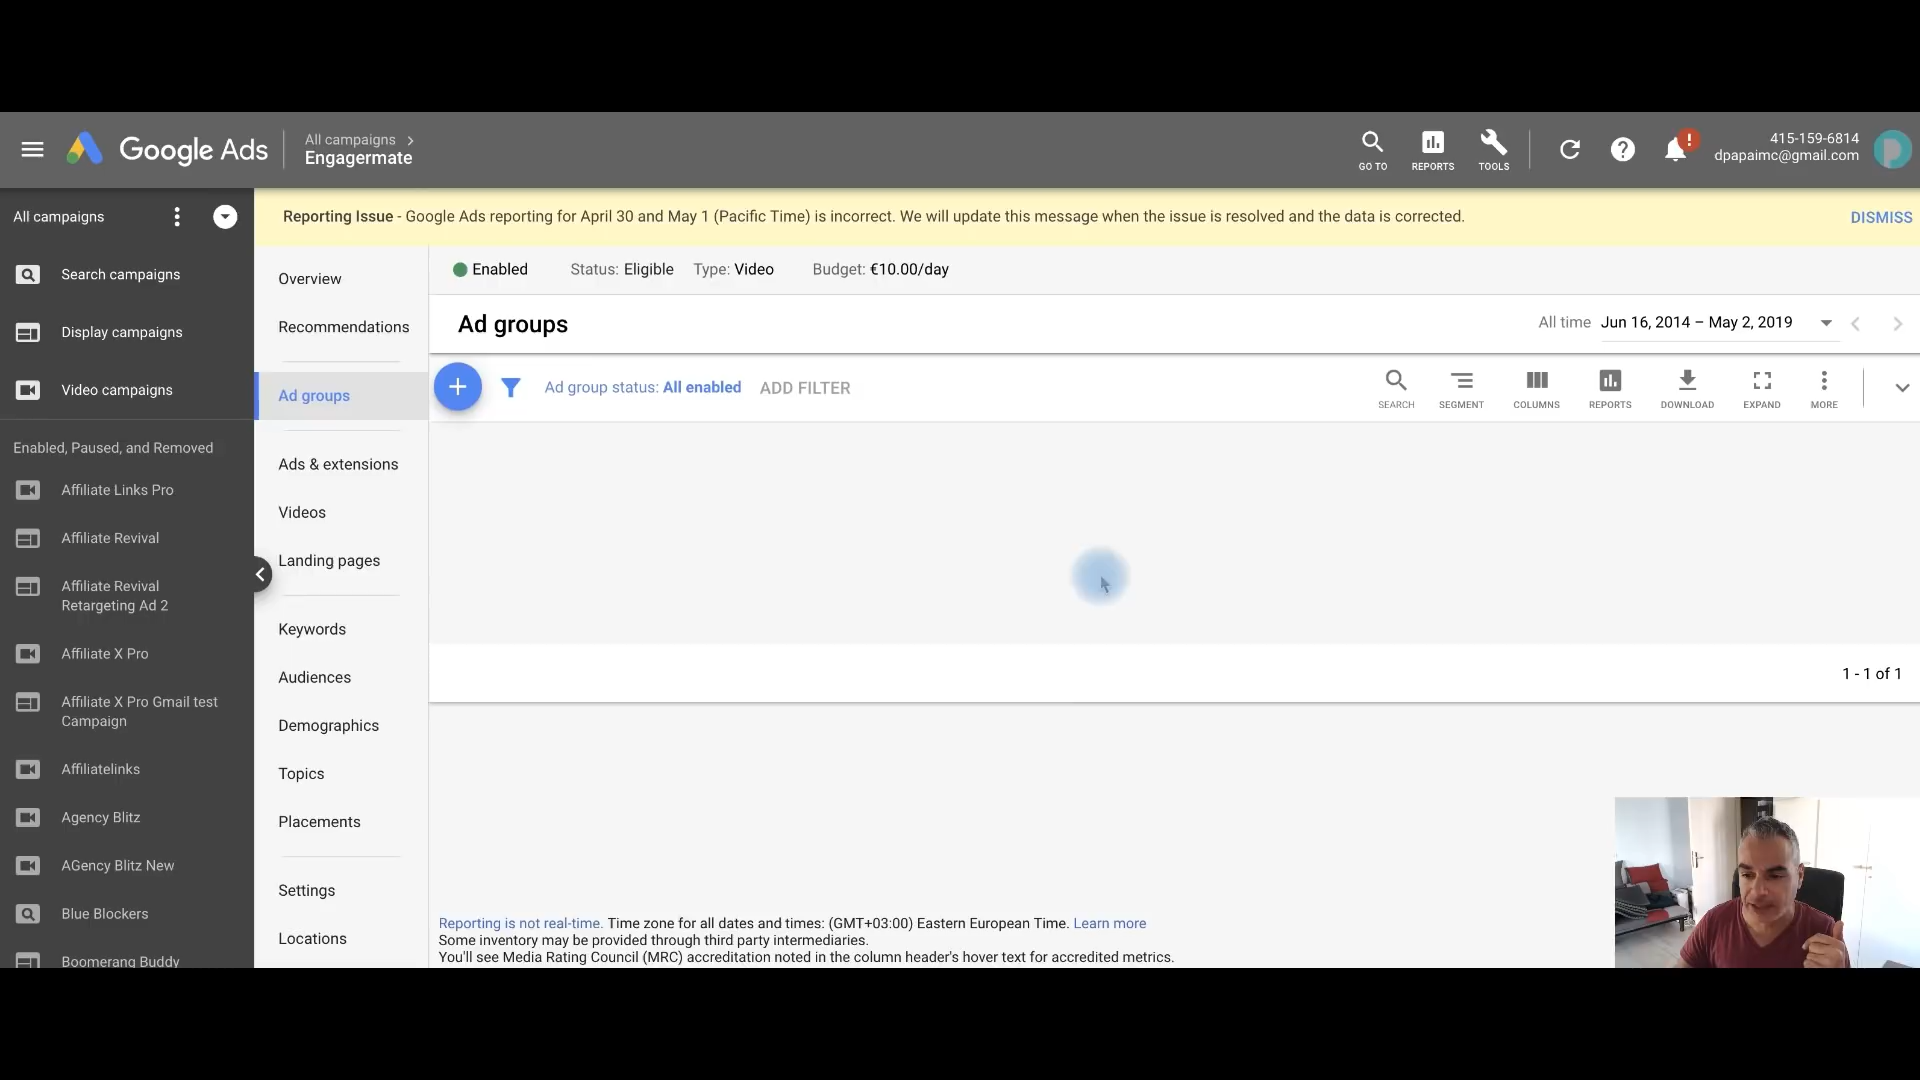 Google Ads
All campaigns
Engagermate
GO TO
REPORTS
TOOLS
415-159-6814
dpapaimc@gmail.com
All campaigns
Search campaigns
Display campaigns
Video campaigns
Enabled, Paused, and Removed
Affiliate Links Pro
Affiliate Revival
Affiliate Revival
Retargeting Ad 2
Affiliate X Pro
Affiliate X Pro Gmail test
Campaign
Affiliatelinks
Agency Blitz
AGency Blitz New
Blue Blockers
Boomerang Buddy
Reporting Issue - Google Ads reporting for April 30 and May 1 (Pacific Time) is incorrect. We will update this message when the issue is resolved and the data is corrected.
DISMISS
Overview
Recommendations
Ad groups
Ads & extensions
Videos
Landing pages
Keywords
Audiences
Demographics
Topics
Placements
Settings
Locations
Enabled Status: Eligible Type: Video Budget: €10.00/day
Ad groups
All time Jun 16, 2014 – May 2, 2019
Ad group status: All enabled ADD FILTER
SEARCH
SEGMENT
COLUMNS
REPORTS
DOWNLOAD
EXPAND
MORE
1 - 1 of 1
Reporting is not real-time. Time zone for all dates and times: (GMT+03:00) Eastern European Time. Learn more
Some inventory may be provided through third party intermediaries.
You'll see Media Rating Council (MRC) accreditation noted in the column header's hover text for accredited metrics.